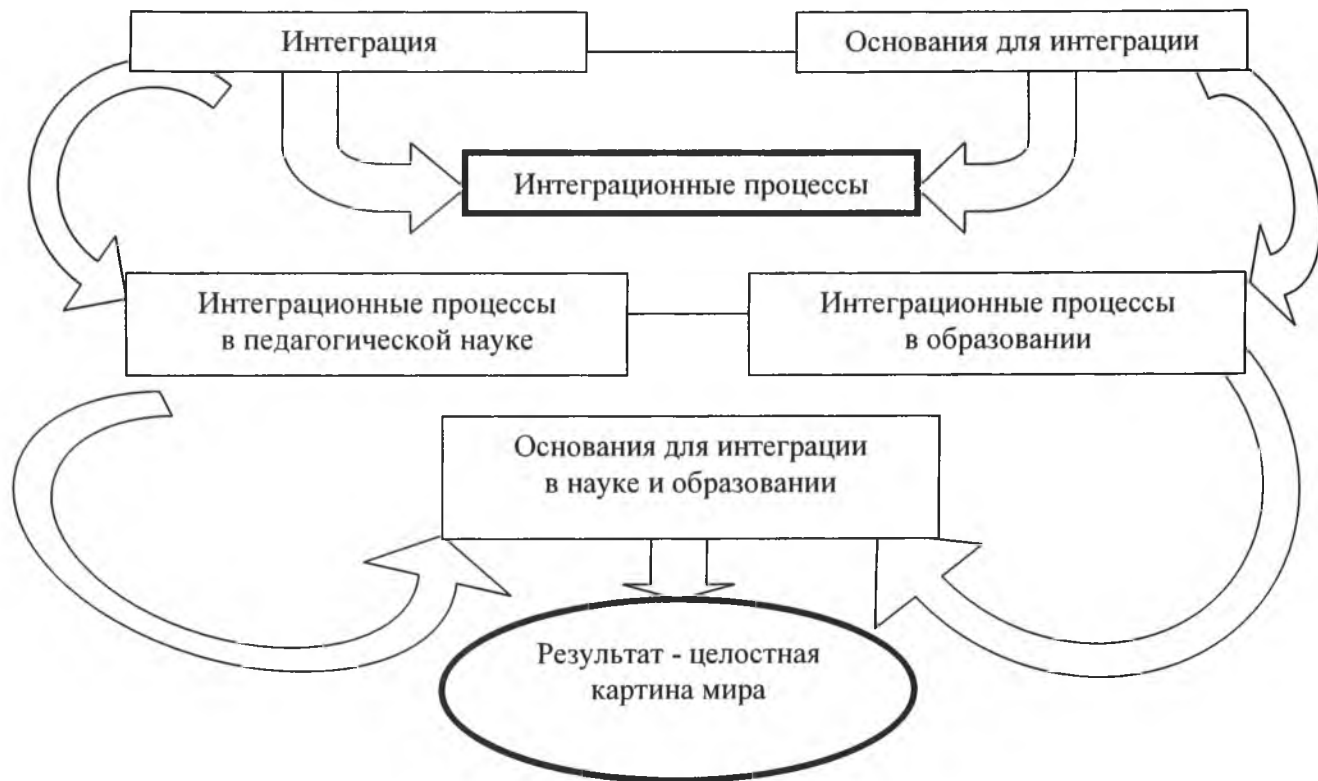 Интеграция
Основания для интеграции
Интеграционные процессы
Интеграционные процессы
в педагогической науке
Интеграционные процессы
в образовании
Основания для интеграции
в науке и образовании
Результат - целостная
картина мира